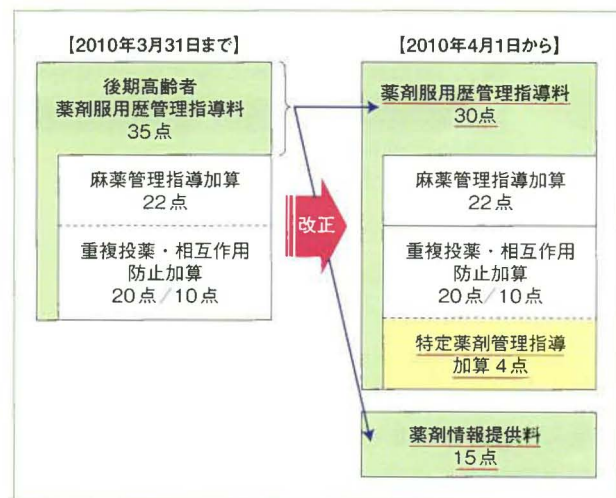 【2010年3月31日まで】
後期高齢者
薬剤服用歴管理指導料
35点
麻薬管理指導加算
22点
重複投薬・相互作用
防止加算
20点/10点
改正
【2010年4月1日から】
薬剤服用歴管理指導料
30点
麻薬管理指導加算
22点
重複投薬・相互作用
防止加算
20点/10点
特定薬剤管理指導
加算 4点
薬剤情報提供料
15点